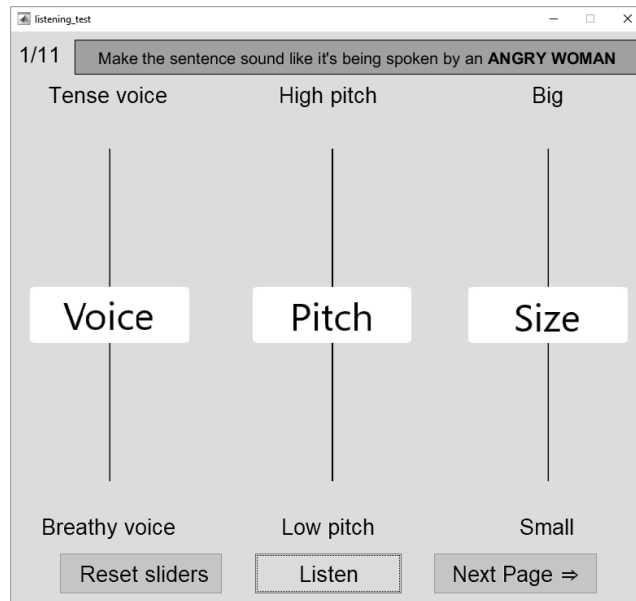 listening_test
1/11 Make the sentence sound like it's being spoken by an ANGRY WOMAN
Tense voice High pitch Big
Voice Pitch Size
Breathy voice Low pitch Small
Reset sliders Listen Next Page ⇒